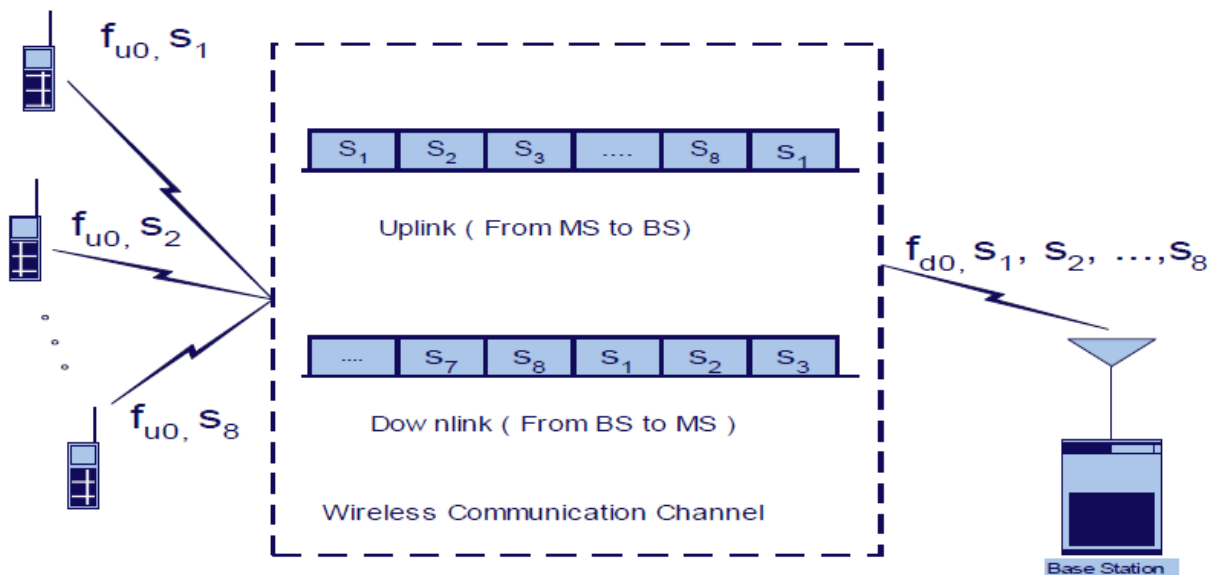 f_u0, s_1
S_1 S_2 S_3 .... S_8 s_1
Uplink ( From MS to BS)
f_u0, s_2
f_d0, s_1, s_2, ...,s_8
.... s_7 s_8 s_1 s_2 s_3
f_u0, s_8
Dow nlink ( From BS to MS )
Wireless Communication Channel
Base Station